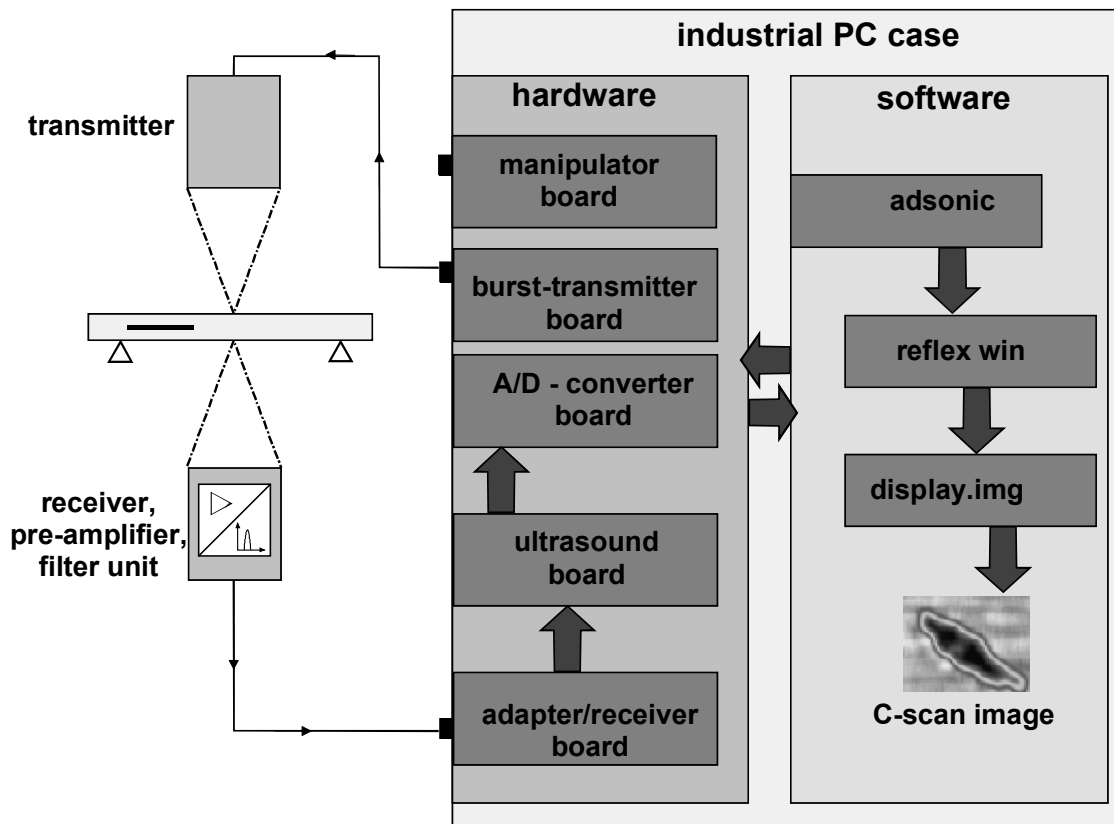 industrial PC case
hardware
software
transmitter
manipulator
board
adsonic
burst-transmitter
board
reflex win
A/D - converter
board
receiver,
pre-amplifier,
filter unit
display.img
ultrasound
board
adapter/receiver
board
C-scan image